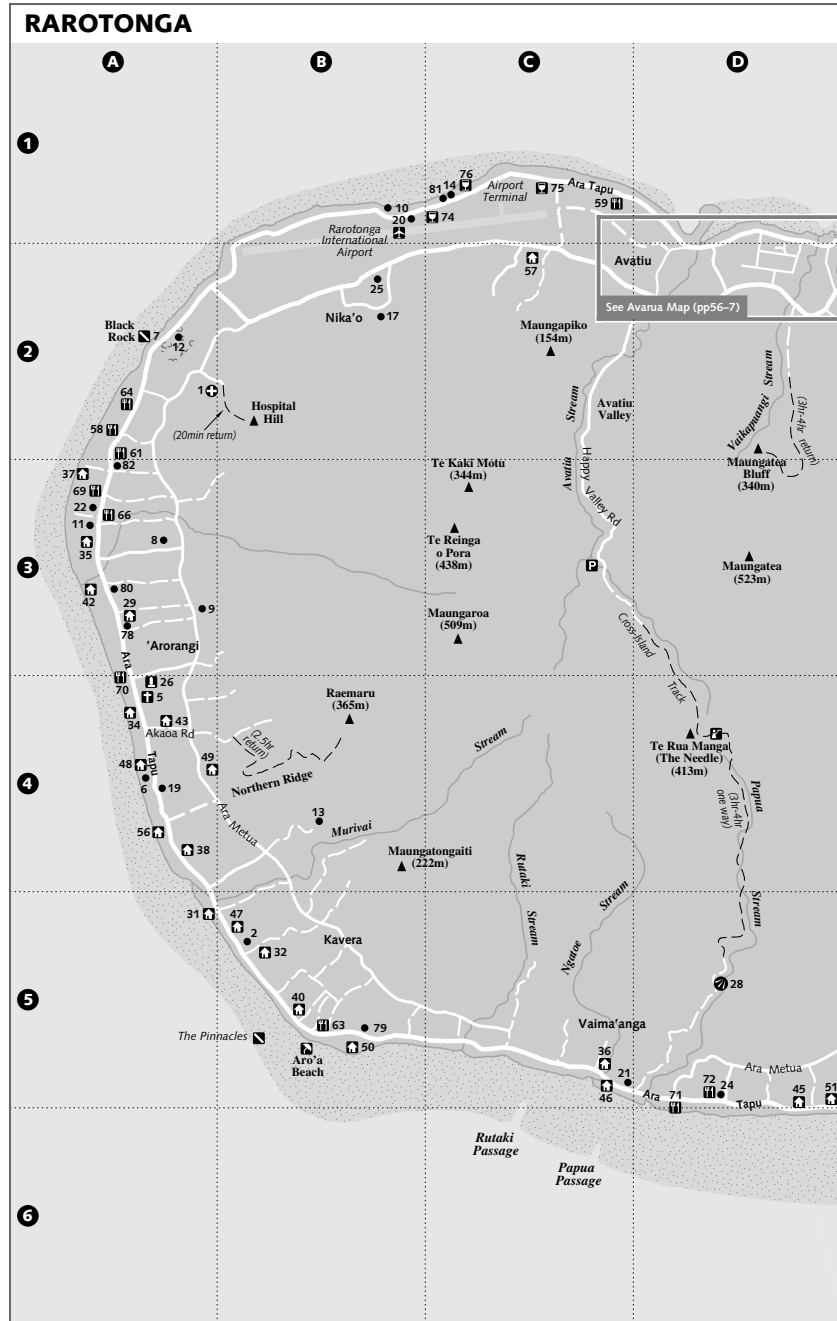 RAROTONGA
A
B
C
D
1
76
81 14
Airport
Terminal
75
Ara Tapu
10
59
20
74
Rarotonga
International
Airport
57
Avatiu
25
See Avarua Map (pp56–7)
Nika'o
17
Black
Rock
7
12
Maungapiko
(154m)
2
1
64
Hospital
Hill
(20min return)
58
Avatiu
Valley
Stream
Avatiu
Happy Valley Rd
Vaikapuangi
Stream
(3hr-4hr
return)
Maungatea
Bluff
(340m)
61
82
37
69
22
66
11
35
8
Te Kaki Motu
(344m)
Te Reinga
o Pora
(438m)
3
P
Maungatea
(523m)
42
80
29
78
9
Maungaroa
(509m)
Cross-Island
Track
'Arorangi
Ara
Tapu
70
26
5
34
43
Akaoa Rd
Raemaru
(365m)
(2.5hr
return)
Northern Ridge
Stream
Te Rua Manga
(The Needle)
(413m)
4
48
6
19
49
Ara Metua
56
38
13
Murivai
Maungatongaiti
(222m)
Rutaki
Stream
Ngatoe
Stream
(3hr-4hr
one way)
Papua
Stream
31
47
2
32
Kavera
5
28
40
63
79
The Pinnacles
Aro'a
Beach
50
Vaima'anga
36
21
46
Ara
Tapu
71
72
24
Ara Metua
45
51
Rutaki
Passage
Papua
Passage
6